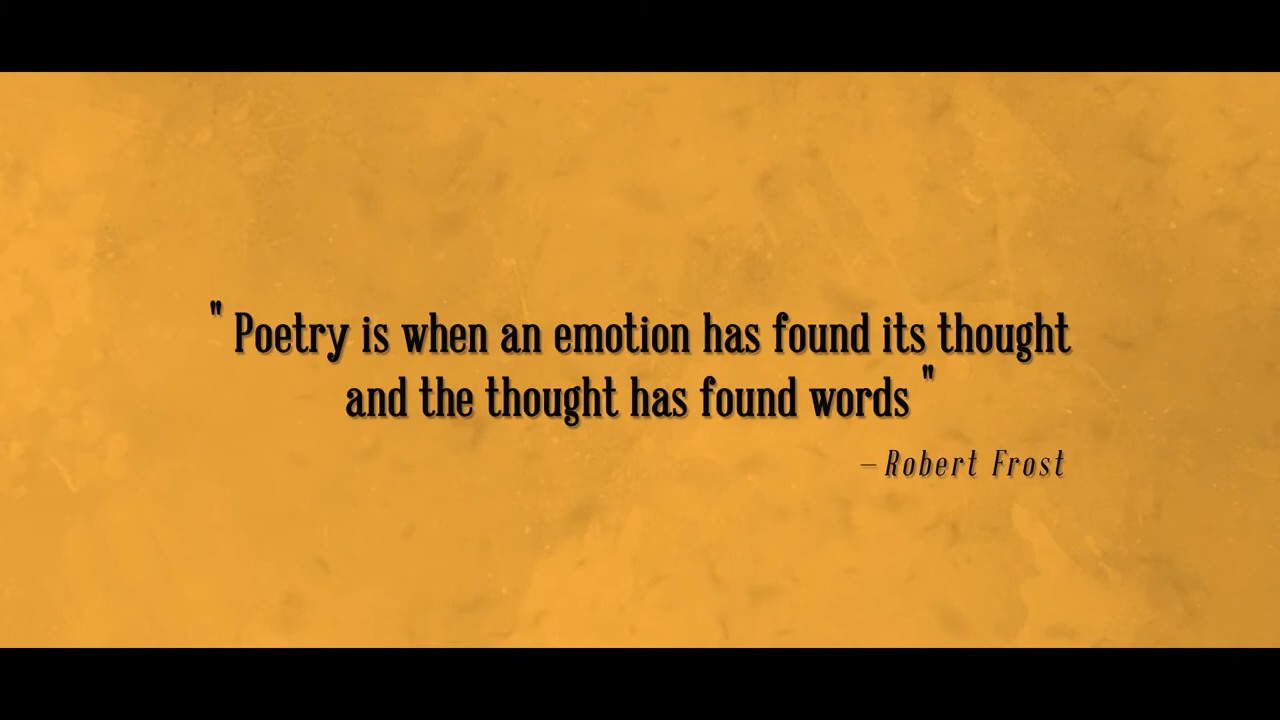 " Poetry is when an emotion has found its thought
and the thought has found words "
– Robert Frost